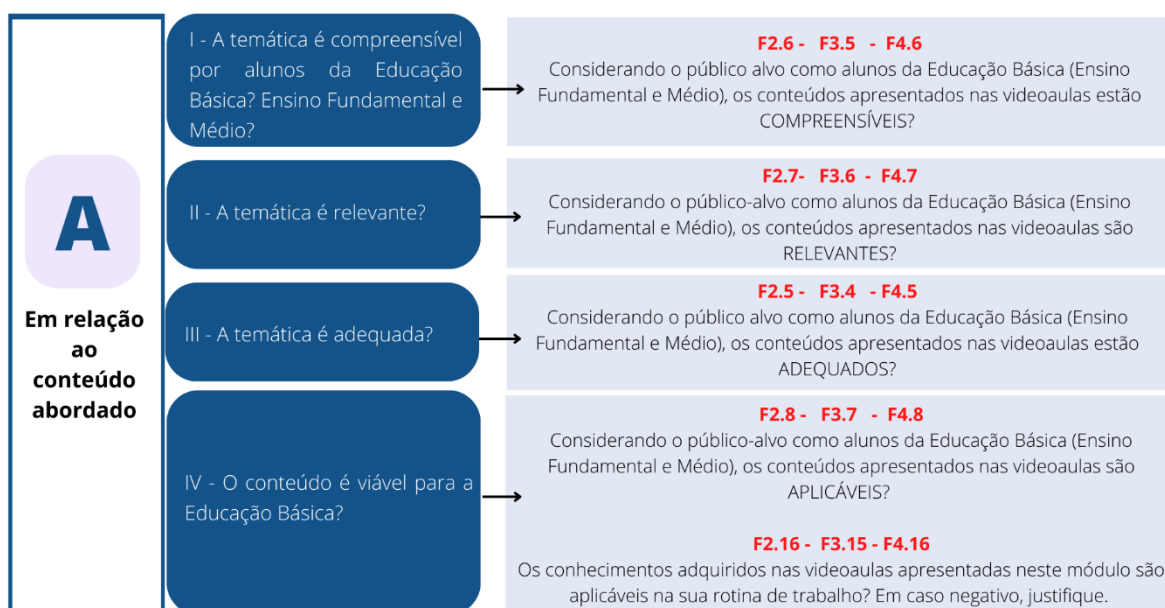 A
Em relação
ao
conteúdo
abordado
I - A temática é compreensível
por alunos da Educação
Básica? Ensino Fundamental e
Médio?
F2.6 - F3.5 - F4.6
Considerando o público alvo como alunos da Educação Básica (Ensino
Fundamental e Médio), os conteúdos apresentados nas videoaulas estão
COMPREENSÍVEIS?
II - A temática é relevante?
F2.7- F3.6 - F4.7
Considerando o público-alvo como alunos da Educação Básica (Ensino
Fundamental e Médio), os conteúdos apresentados nas videoaulas são
RELEVANTES?
III - A temática é adequada?
F2.5 - F3.4 - F4.5
Considerando o público alvo como alunos da Educação Básica (Ensino
Fundamental e Médio), os conteúdos apresentados nas videoaulas estão
ADEQUADOS?
IV - O conteúdo é viável para a
Educação Básica?
F2.8 - F3.7 - F4.8
Considerando o público-alvo como alunos da Educação Básica (Ensino
Fundamental e Médio), os conteúdos apresentados nas videoaulas são
APLICÁVEIS?
F2.16 - F3.15 - F4.16
Os conhecimentos adquiridos nas videoaulas apresentadas neste módulo são
aplicáveis na sua rotina de trabalho? Em caso negativo, justifique.